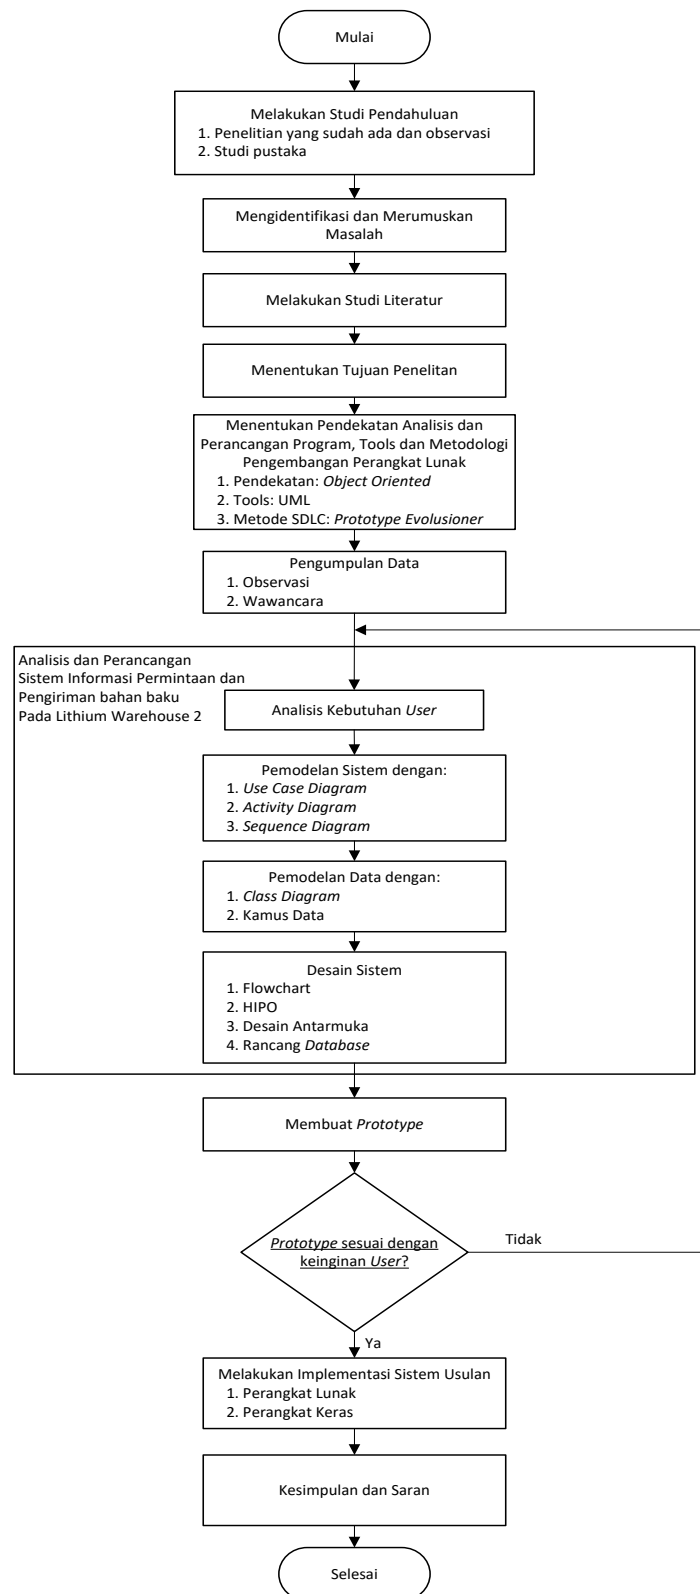 Mulai
Melakukan Studi Pendahuluan
1. Penelitian yang sudah ada dan observasi
2. Studi pustaka
Mengidentifikasi dan Merumuskan
Masalah
Melakukan Studi Literatur
Menentukan Tujuan Penelitan
Menentukan Pendekatan Analisis dan
Perancangan Program, Tools dan Metodologi
Pengembangan Perangkat Lunak
1. Pendekatan: Object Oriented
2. Tools: UML
3. Metode SDLC: Prototype Evolusioner
Pengumpulan Data
1. Observasi
2. Wawancara
Analisis dan Perancangan
Sistem Informasi Permintaan dan
Pengiriman bahan baku
Pada Lithium Warehouse 2
Analisis Kebutuhan User
Pemodelan Sistem dengan:
1. Use Case Diagram
2. Activity Diagram
3. Sequence Diagram
Pemodelan Data dengan:
1. Class Diagram
2. Kamus Data
Desain Sistem
1. Flowchart
2. HIPO
3. Desain Antarmuka
4. Rancang Database
Membuat Prototype
Prototype sesuai dengan
keinginan User?
Tidak
Ya
Melakukan Implementasi Sistem Usulan
1. Perangkat Lunak
2. Perangkat Keras
Kesimpulan dan Saran
Selesai